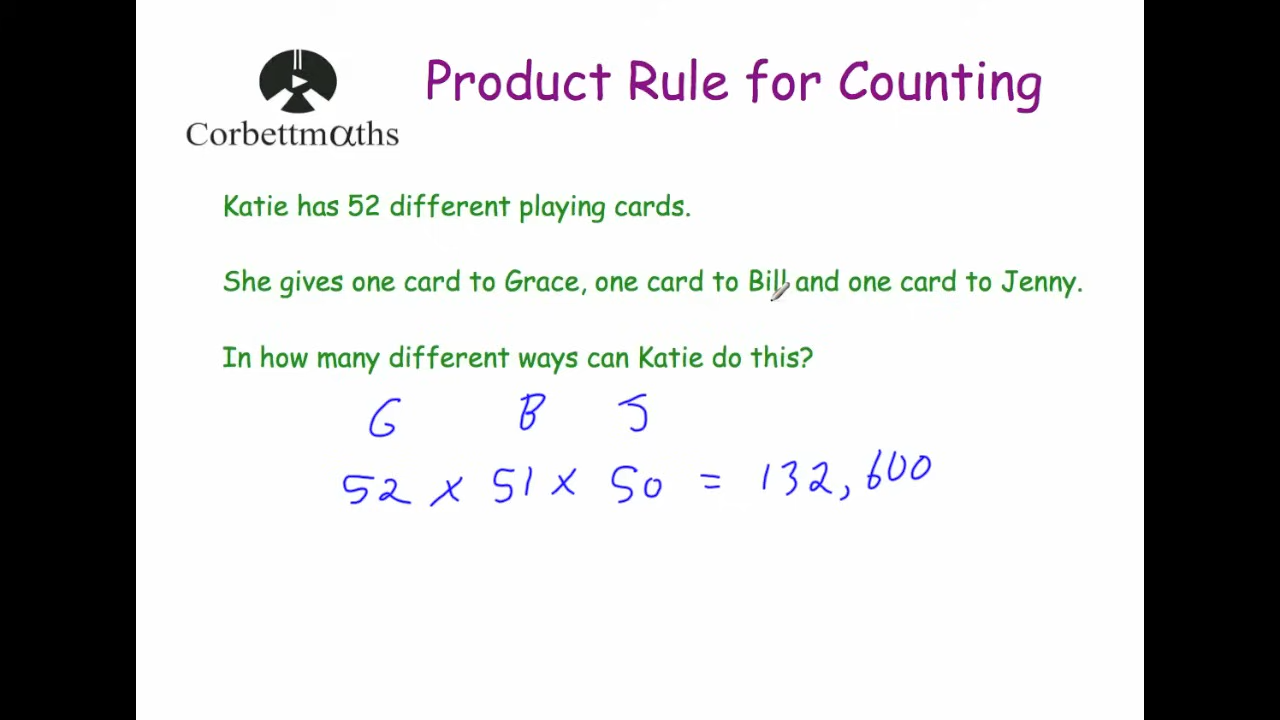 Product Rule for Counting
Corbettmαths
Katie has 52 different playing cards.
She gives one card to Grace, one card to Bill and one card to Jenny.
In how many different ways can Katie do this?
G B J
52 × 51 × 50 = 132,600